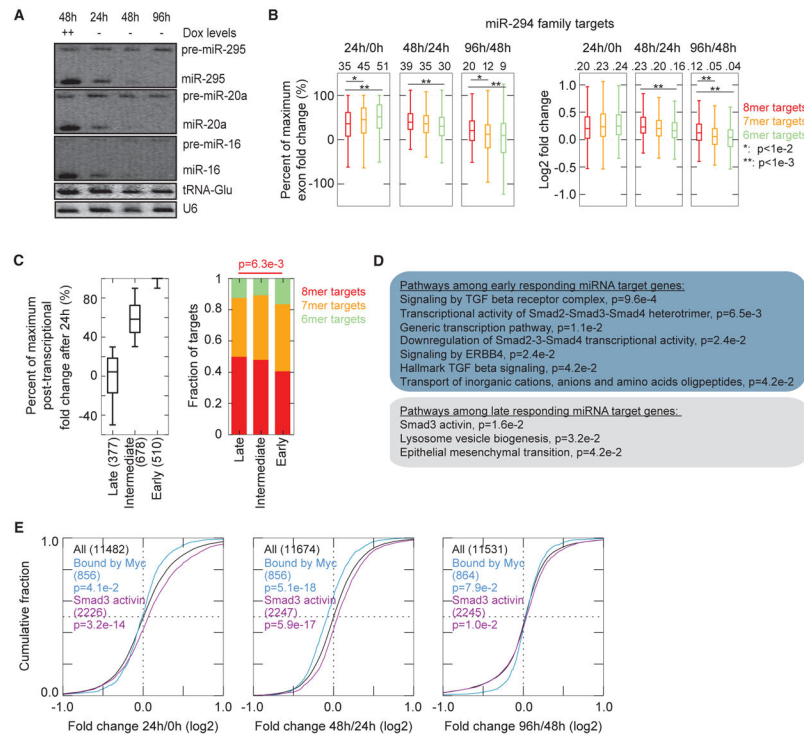 A
48h 24h 48h 96h
++ - - - Dox levels
pre-miR-295
miR-295
pre-miR-20a
miR-20a
pre-miR-16
miR-16
tRNA-Glu
U6
B
miR-294 family targets
24h/0h 48h/24h 96h/48h
35 45 51 39 35 30 20 12 9
* ** ** * **
Percent of maximum
exon fold change (%)
100
0
-100
24h/0h 48h/24h 96h/48h
.20 .23 .24 .23 .20 .16 .12 .05 .04
** ** **
Log2 fold change
1.0
0.5
0
-0.5
-1.0
8mer targets
7mer targets
6mer targets
*: p<1e-2
**: p<1e-3
C
Percent of maximum
post-transcriptional
fold change after 24h (%)
80
40
0
-40
Late (377)
Intermediate
(678)
Early (510)
p=6.3e-3
Fraction of targets
1
0.8
0.6
0.4
0.2
0
Late
Intermediate
Early
8mer targets
7mer targets
6mer targets
D
Pathways among early responding miRNA target genes:
Signaling by TGF beta receptor complex, p=9.6e-4
Transcriptional activity of Smad2-Smad3-Smad4 heterotrimer, p=6.5e-3
Generic transcription pathway, p=1.1e-2
Downregulation of Smad2-3-Smad4 transcriptional activity, p=2.4e-2
Signaling by ERBB4, p=2.4e-2
Hallmark TGF beta signaling, p=4.2e-2
Transport of inorganic cations, anions and amino acids oligpeptides, p=4.2e-2
Pathways among late responding miRNA target genes:
Smad3 activin, p=1.6e-2
Lysosome vesicle biogenesis, p=3.2e-2
Epithelial mesenchymal transition, p=4.2e-2
E
Cumulative fraction
1.0
0.0
All (11482)
Bound by Myc
(856)
p=4.1e-2
Smad3 activin
(2226)
p=3.2e-14
-1.0 0.0 1.0
Fold change 24h/0h (log2)
All (11674)
Bound by Myc
(856)
p=5.1e-18
Smad3 activin
(2247)
p=5.9e-17
-1.0 0.0 1.0
Fold change 48h/24h (log2)
All (11531)
Bound by Myc
(864)
p=7.9e-2
Smad3 activin
(2245)
p=1.0e-2
-1.0 0.0 1.0
Fold change 96h/48h (log2)